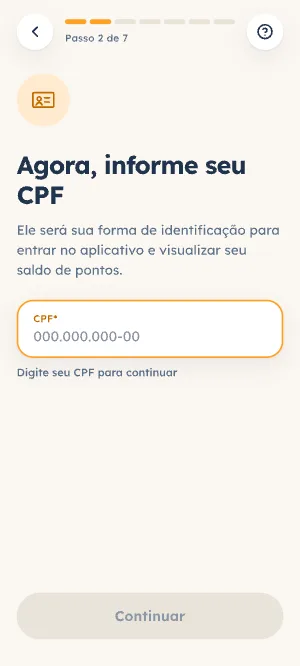 Passo 2 de 7
Agora, informe seu
CPF
Ele será sua forma de identificação para
entrar no aplicativo e visualizar seu
saldo de pontos.
CPF*
000.000.000-00
Digite seu CPF para continuar
Continuar